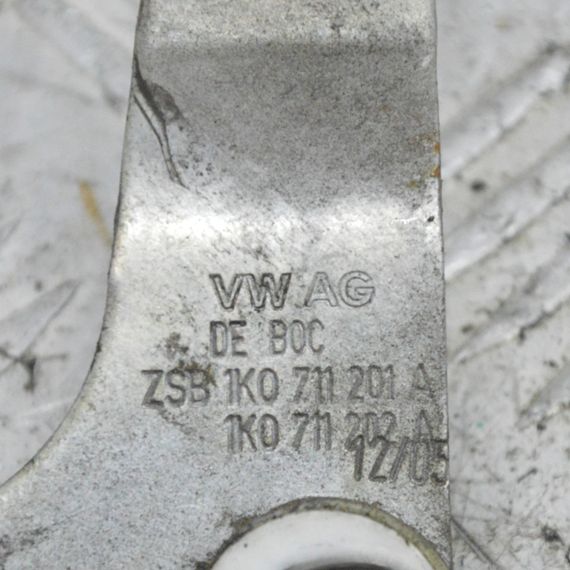 VW AG
DE BOC
ZSB 1K0 711 201 A
1K0 711 202 A
12/05